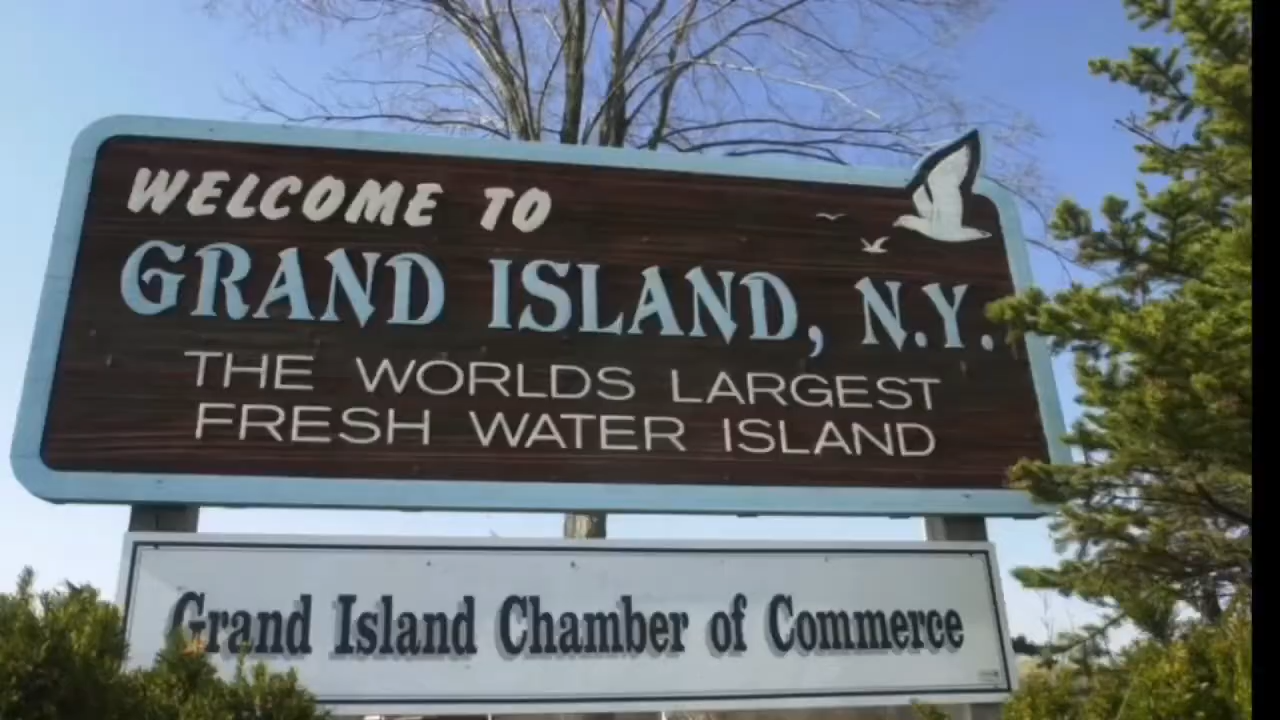 WELCOME TO
GRAND ISLAND, N.Y.
THE WORLDS LARGEST
FRESH WATER ISLAND
Grand Island Chamber of Commerce